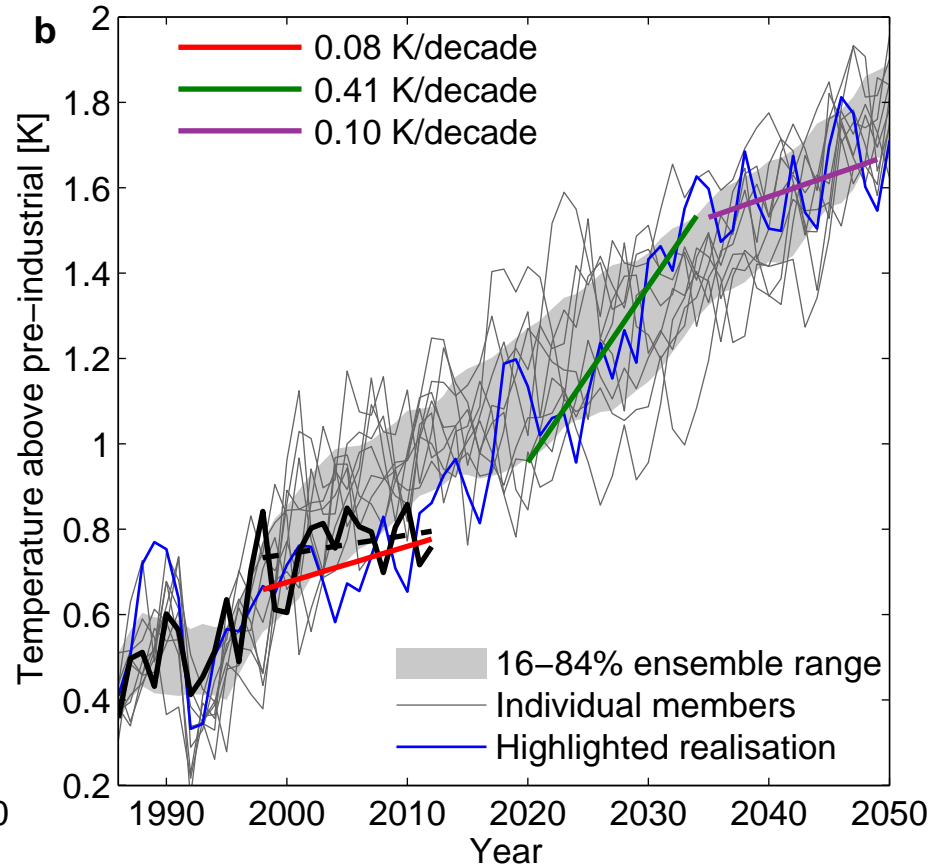 b
0.08 K/decade
0.41 K/decade
0.10 K/decade
Temperature above pre−industrial [K]
2
1.8
1.6
1.4
1.2
1
0.8
0.6
0.4
0.2
16−84% ensemble range
Individual members
Highlighted realisation
0
1990 2000 2010 2020 2030 2040 2050
Year